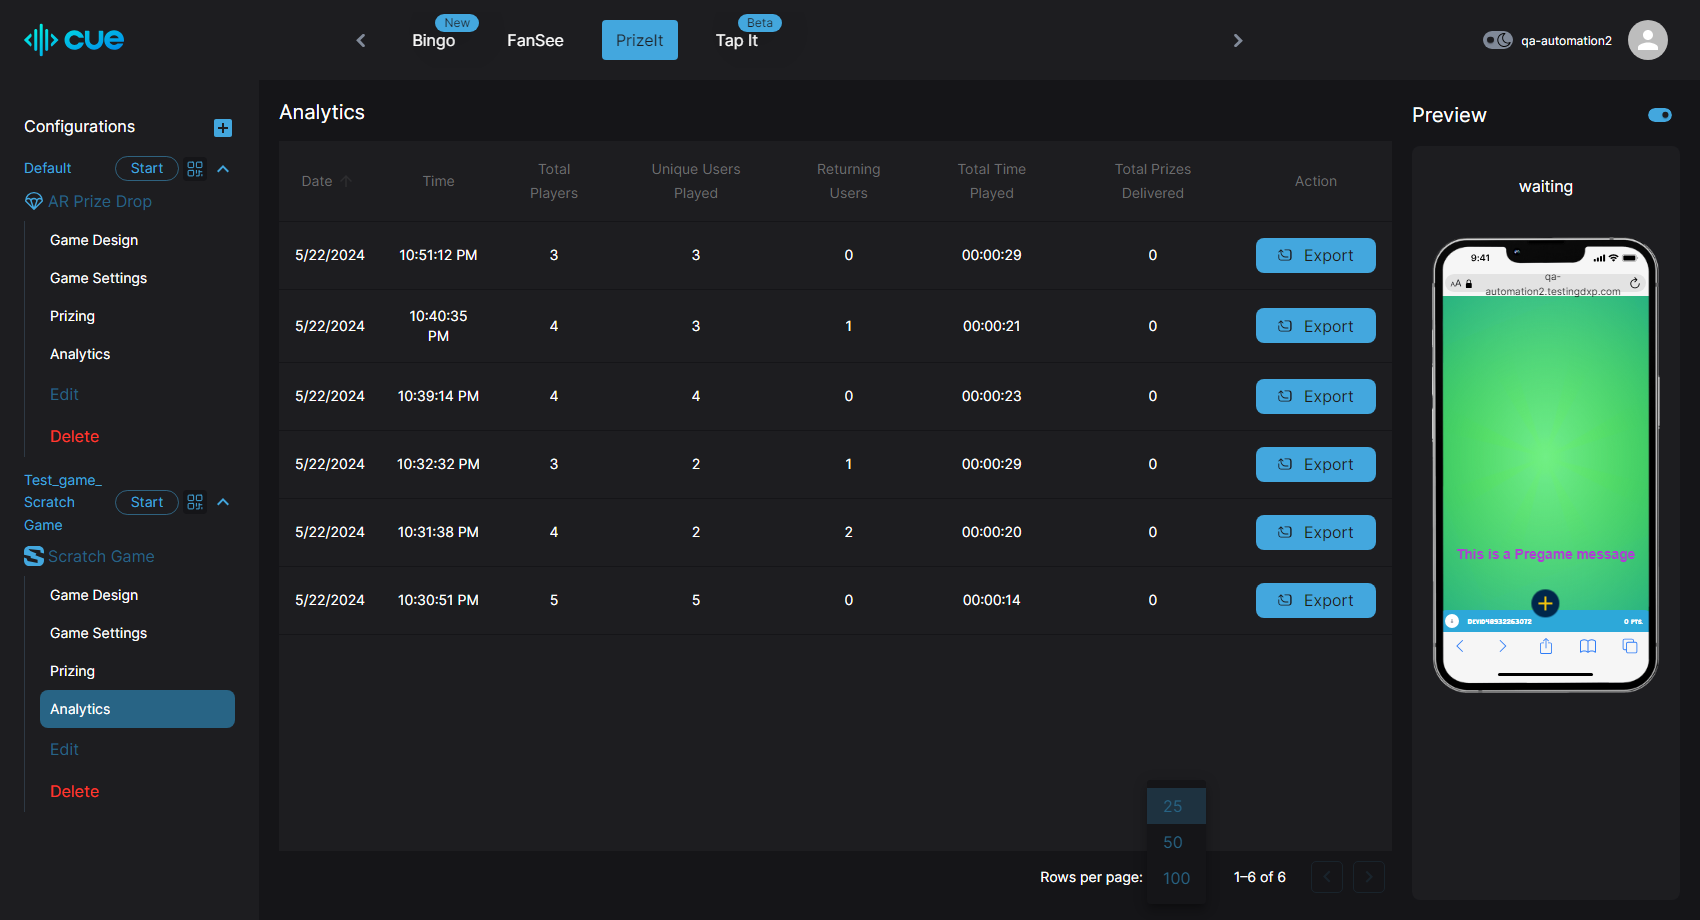 cue
New
Beta
Bingo
FanSee
PrizeIt
Tap It
qa-automation2
Configurations
Default
Start
AR Prize Drop
Game Design
Game Settings
Prizing
Analytics
Edit
Delete
Test_game_
Scratch
Game
Start
Scratch Game
Game Design
Game Settings
Prizing
Analytics
Edit
Delete
Analytics
Date Time Total Players Unique Users Played Returning Users Total Time Played Total Prizes Delivered Action
5/22/2024 10:51:12 PM 3 3 0 00:00:29 0 Export
5/22/2024 10:40:35 PM 4 3 1 00:00:21 0 Export
5/22/2024 10:39:14 PM 4 4 0 00:00:23 0 Export
5/22/2024 10:32:32 PM 3 2 1 00:00:29 0 Export
5/22/2024 10:31:38 PM 4 2 2 00:00:20 0 Export
5/22/2024 10:30:51 PM 5 5 0 00:00:14 0 Export
25
50
100
Rows per page:
1–6 of 6
Preview
waiting
9:41
AA
qa-
automation2.testingdxp.com
This is a Pregame message
0 PTS.